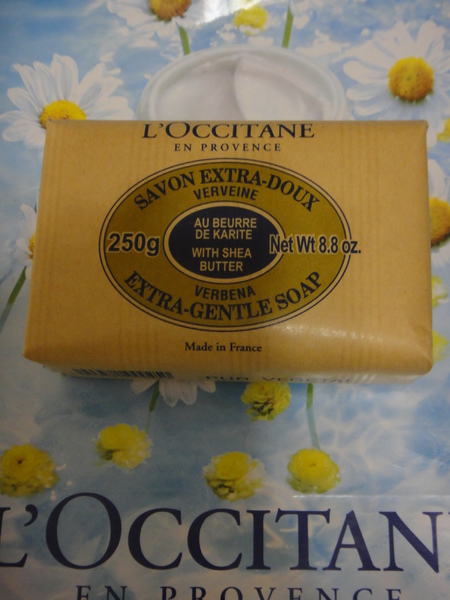 L'OCCITANE
EN PROVENCE
SAVON EXTRA-DOUX
VERVEINE
AU BEURRE
DE KARITE
250g
Net Wt 8.8 oz.
WITH SHEA
BUTTER
VERBENA
EXTRA-GENTLE SOAP
Made in France
L'OCCITAN
EN PROVENCE